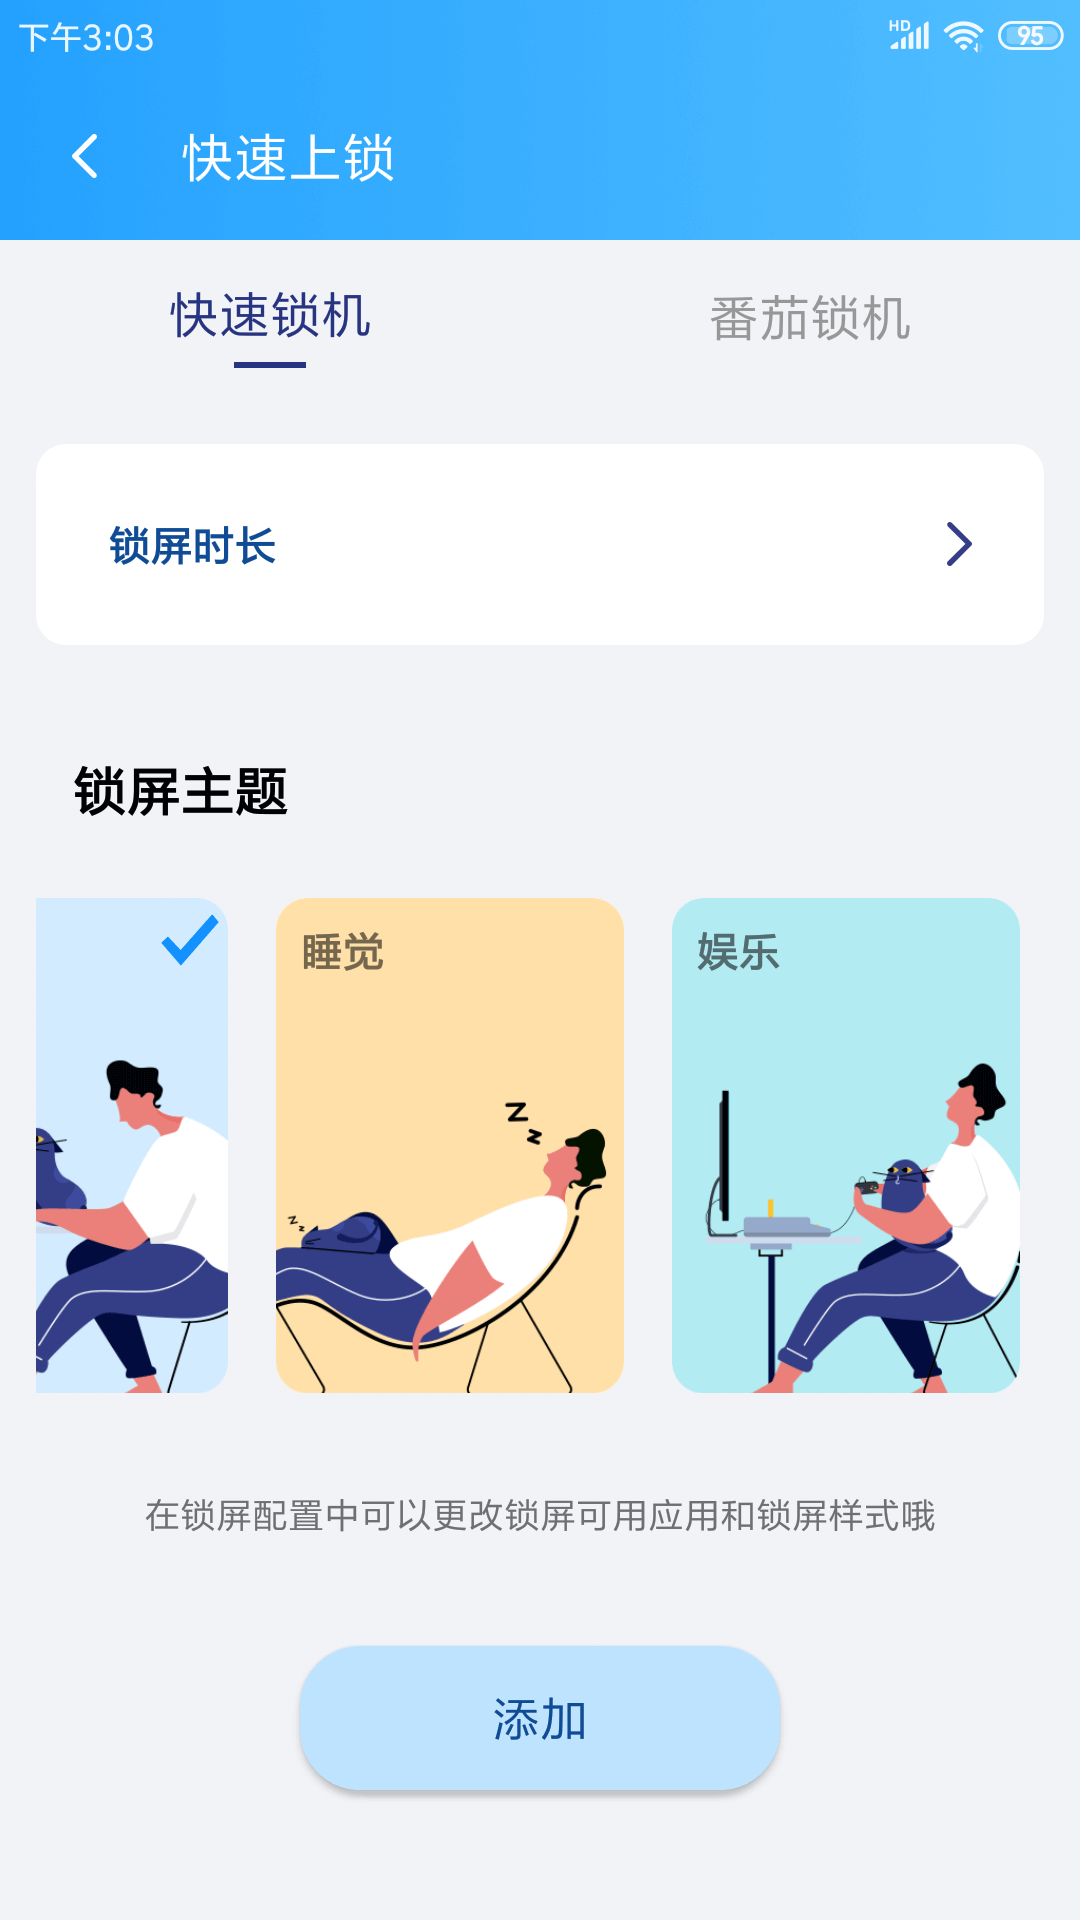 下午3:03
HD
95
快速上锁
快速锁机
番茄锁机
锁屏时长
锁屏主题
睡觉
娱乐
在锁屏配置中可以更改锁屏可用应用和锁屏样式哦
添加